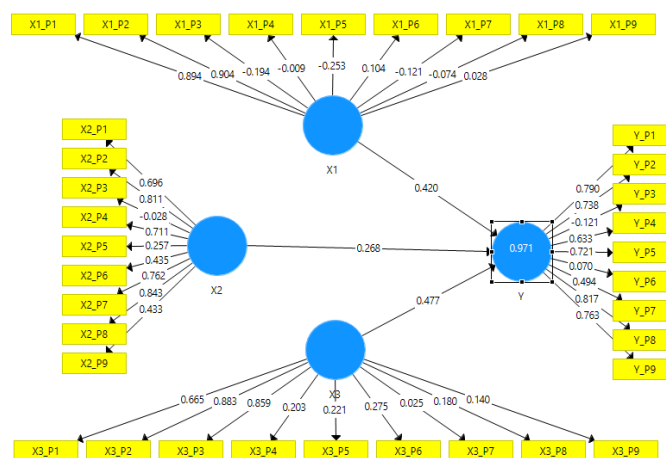 X1_P1 X1_P2 X1_P3 X1_P4 X1_P5 X1_P6 X1_P7 X1_P8 X1_P9
0.894 0.904 -0.194 -0.009 -0.253 0.104 -0.121 -0.074 0.028
X1
X2_P1
X2_P2
X2_P3
X2_P4
X2_P5
X2_P6
X2_P7
X2_P8
X2_P9
0.696
0.811
-0.028
0.711
0.257
0.435
0.762
0.843
0.433
X2
0.420
0.268
0.477
0.971
Y
0.790
0.738
-0.121
0.633
0.721
0.070
0.494
0.817
0.763
Y_P1
Y_P2
Y_P3
Y_P4
Y_P5
Y_P6
Y_P7
Y_P8
Y_P9
X3
0.665 0.883 0.859 0.203 0.221 0.275 0.025 0.180 0.140
X3_P1 X3_P2 X3_P3 X3_P4 X3_P5 X3_P6 X3_P7 X3_P8 X3_P9